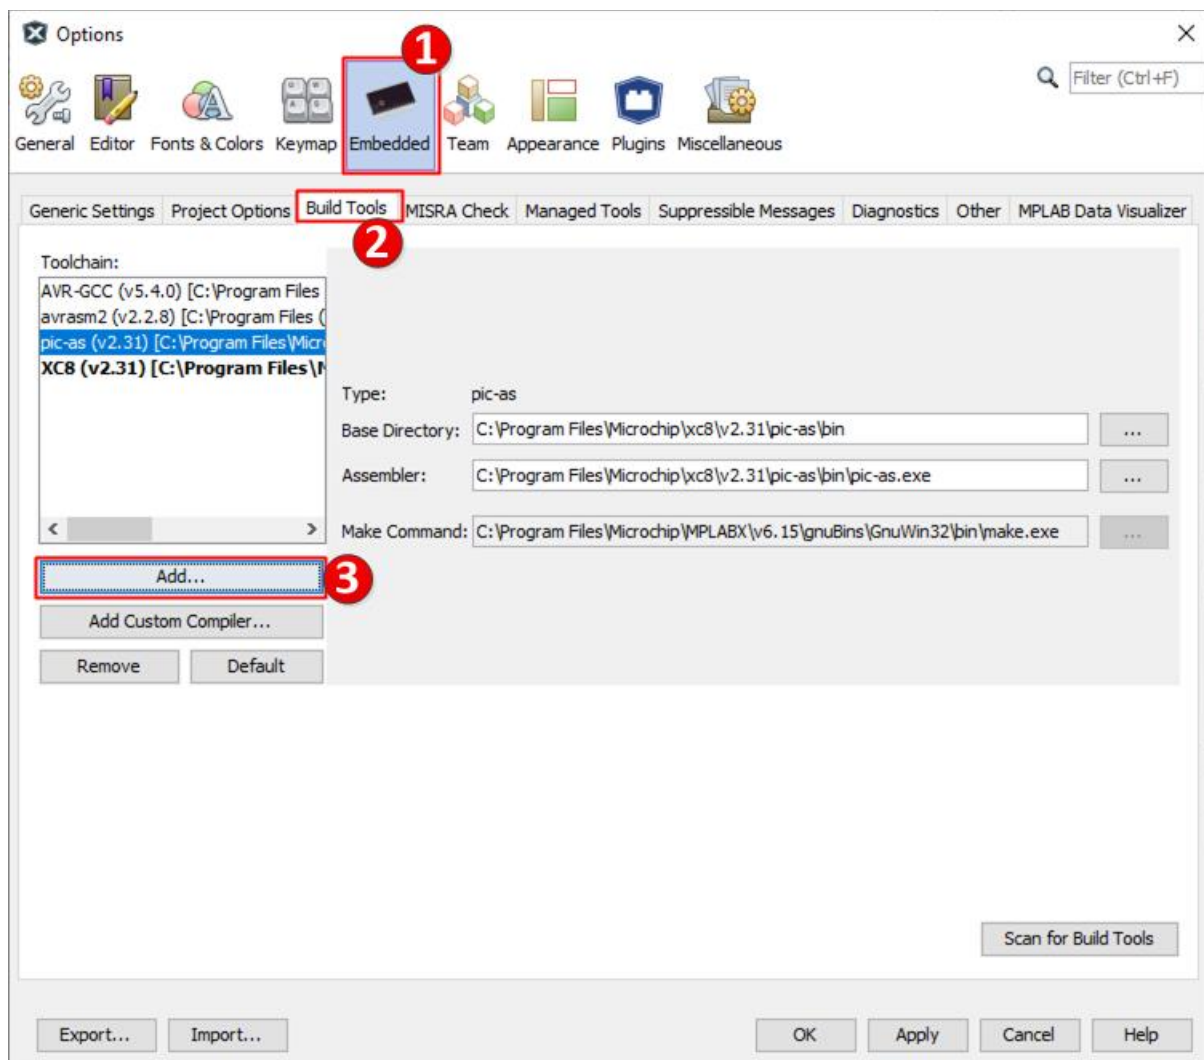 Options
1
Filter (Ctrl+F)
General Editor Fonts & Colors Keymap Embedded Team Appearance Plugins Miscellaneous
Generic Settings Project Options Build Tools MISRA Check Managed Tools Suppressible Messages Diagnostics Other MPLAB Data Visualizer
2
Toolchain:
AVR-GCC (v5.4.0) [C:\Program Files
avrasm2 (v2.2.8) [C:\Program Files (
pic-as (v2.31) [C:\Program Files\Micr
XC8 (v2.31) [C:\Program Files\
Type: pic-as
Base Directory: C:\Program Files\Microchip\xc8\v2.31\pic-as\bin ...
Assembler: C:\Program Files\Microchip\xc8\v2.31\pic-as\bin\pic-as.exe ...
Make Command: C:\Program Files\Microchip\MPLABX\v6.15\gnuBins\GnuWin32\bin\make.exe ...
Add... 3
Add Custom Compiler...
Remove Default
Scan for Build Tools
Export... Import... OK Apply Cancel Help